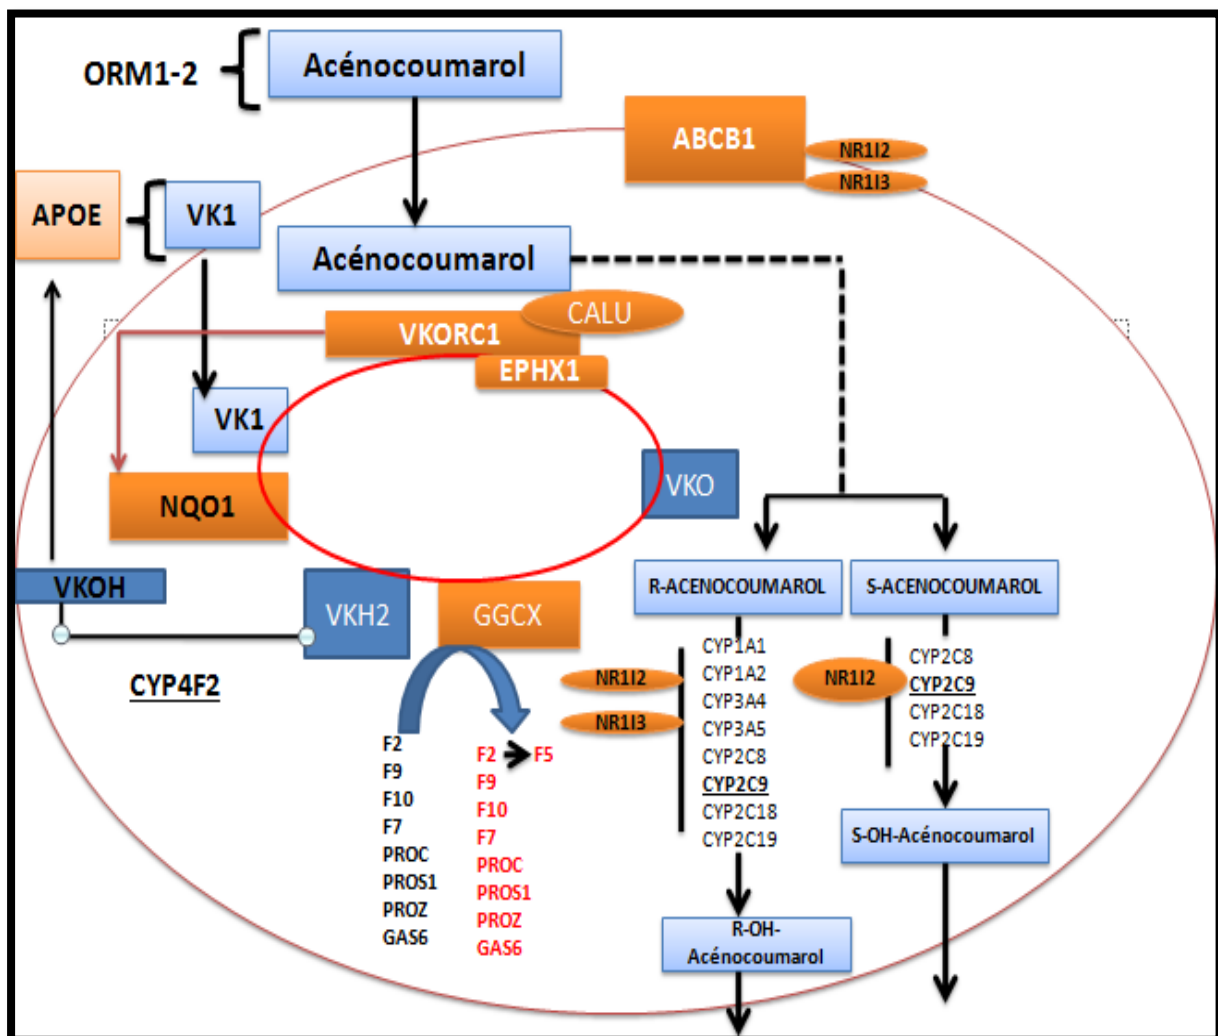 ORM1-2
Acénocoumarol
ABCB1
NR1I2
NR1I3
APOE
VK1
Acénocoumarol
CALU
VKORC1
EPHX1
VK1
NQO1
VKO
VKOH
VKH2
GGCX
CYP4F2
R-ACENOCOUMAROL
S-ACENOCOUMAROL
NR1I2
NR1I3
CYP1A1
CYP1A2
CYP3A4
CYP3A5
CYP2C8
CYP2C9
CYP2C18
CYP2C19
NR1I2
CYP2C8
CYP2C9
CYP2C18
CYP2C19
F2
F9
F10
F7
PROC
PROS1
PROZ
GAS6
F2 F5
F9
F10
F7
PROC
PROS1
PROZ
GAS6
S-OH-Acénocoumarol
R-OH-
Acénocoumarol